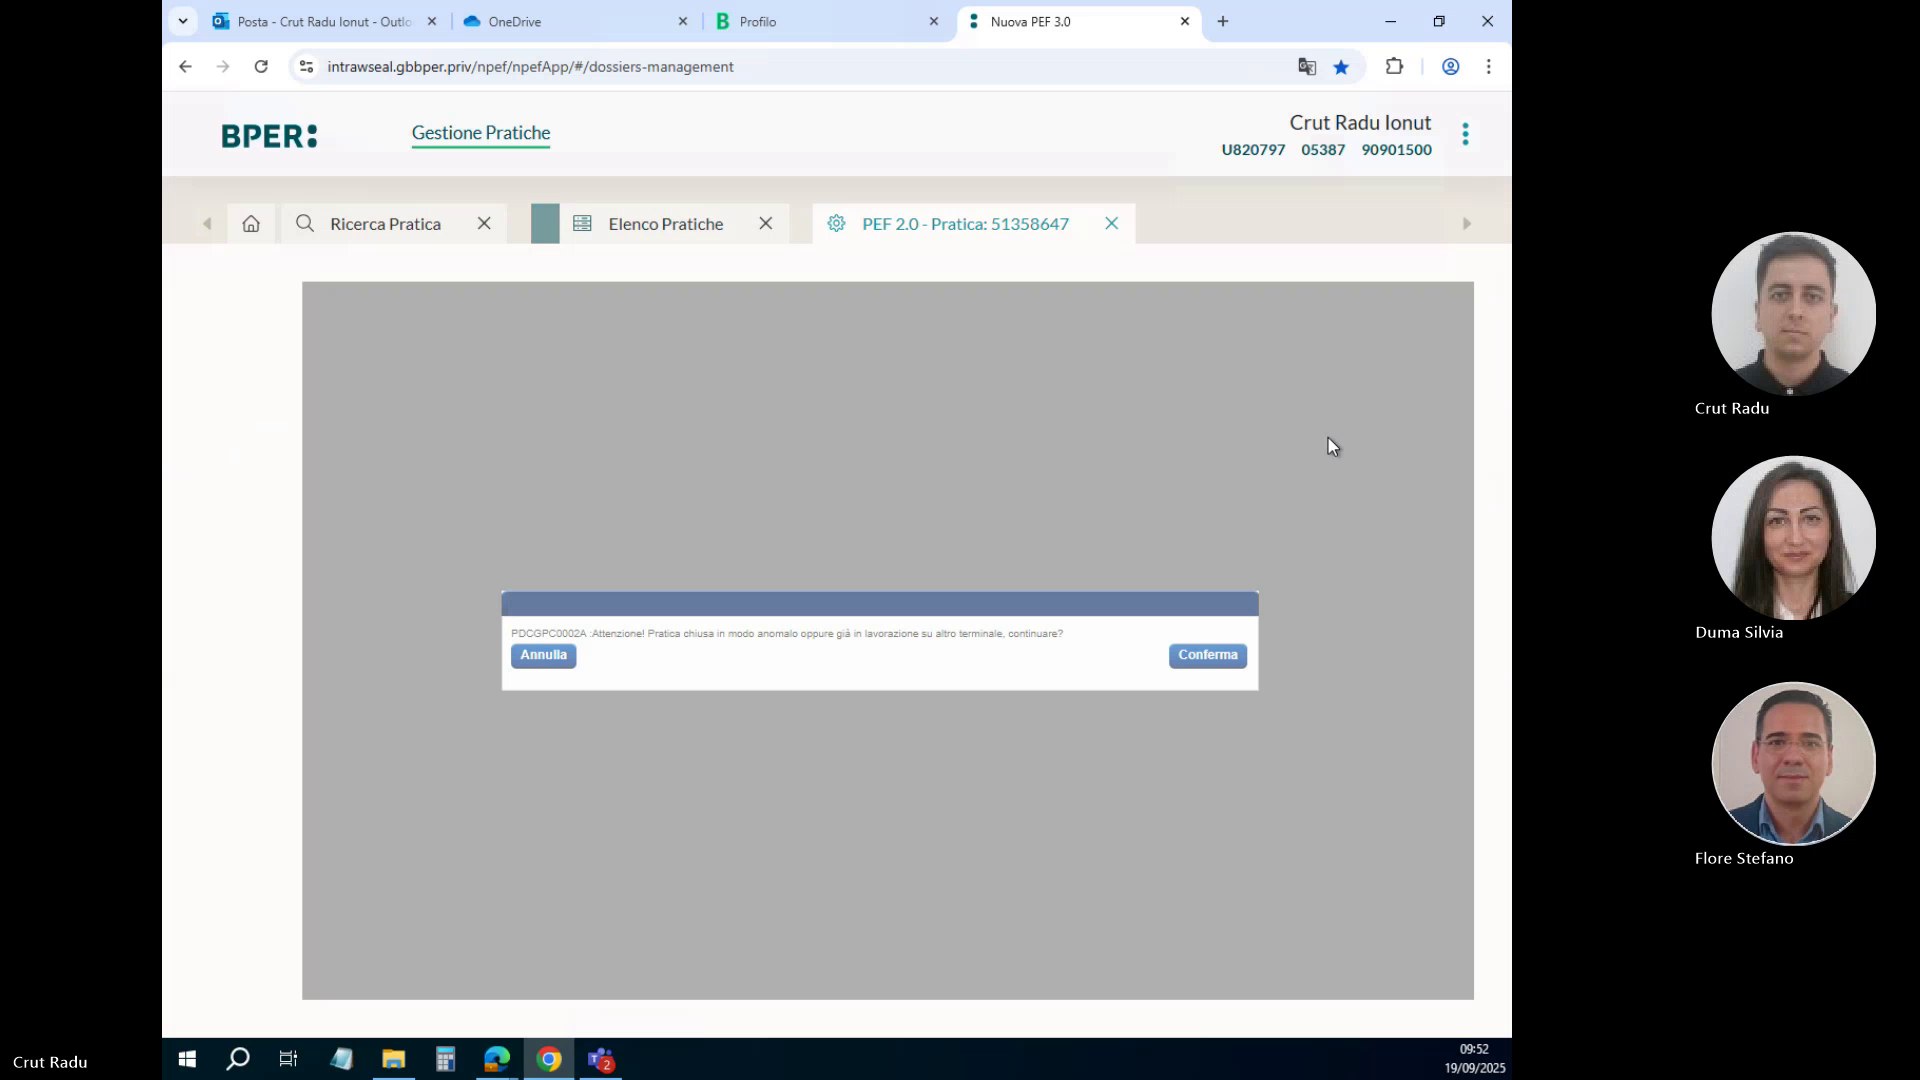 Posta - Crut Radu Ionut - Outlo
OneDrive
Profilo
Nuova PEF 3.0
intrawseal.gbbper.priv/npef/npefApp/#/dossiers-management
BPER:
Gestione Pratiche
Crut Radu Ionut
U820797 05387 90901500
Ricerca Pratica
Elenco Pratiche
PEF 2.0 - Pratica: 51358647
PDCGPC0002A :Attenzione! Pratica chiusa in modo anomalo oppure già in lavorazione su altro terminale, continuare?
Annulla
Conferma
Crut Radu
Duma Silvia
Flore Stefano
2
09:52
19/09/2025
Crut Radu